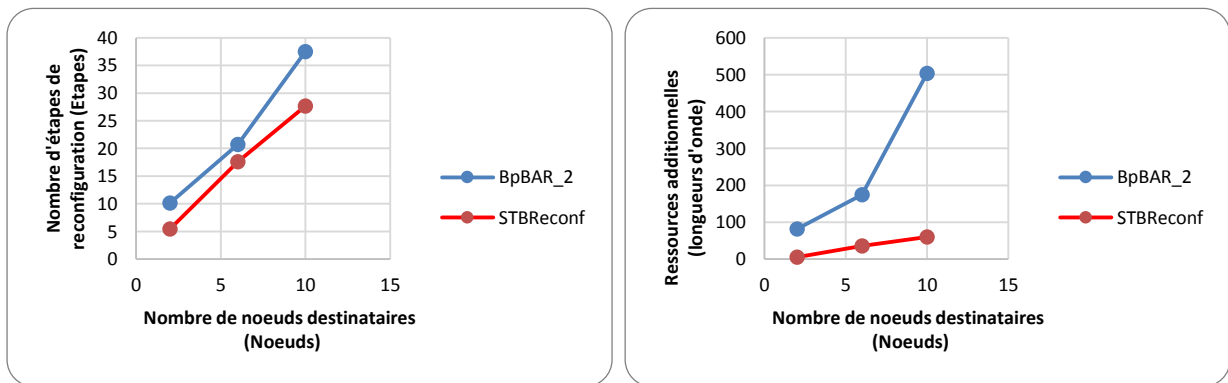 Nombre d'étapes de
reconfiguration (Etapes)
40
35
30
25
20
15
10
5
0
0
5
10
15
Nombre de noeuds destinataires
(Noeuds)
BpBAR_2
STBReconf
Ressources additionnelles
(longueurs d'onde)
600
500
400
300
200
100
0
0
5
10
15
Nombre de noeuds destinataires
(Noeuds)
BpBAR_2
STBReconf